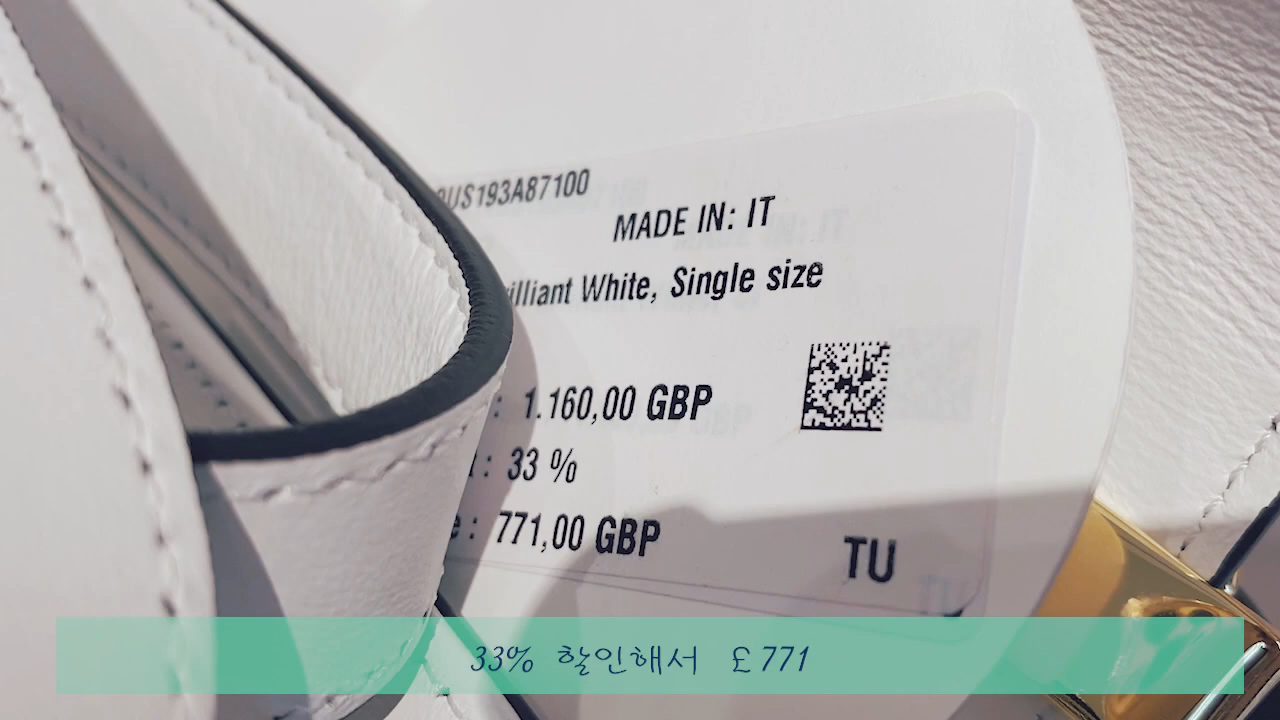 US193A87100
MADE IN: IT
illiant White, Single size
: 1.160,00 GBP
: 33 %
e : 771,00 GBP
TU
33% 할인해서 £771